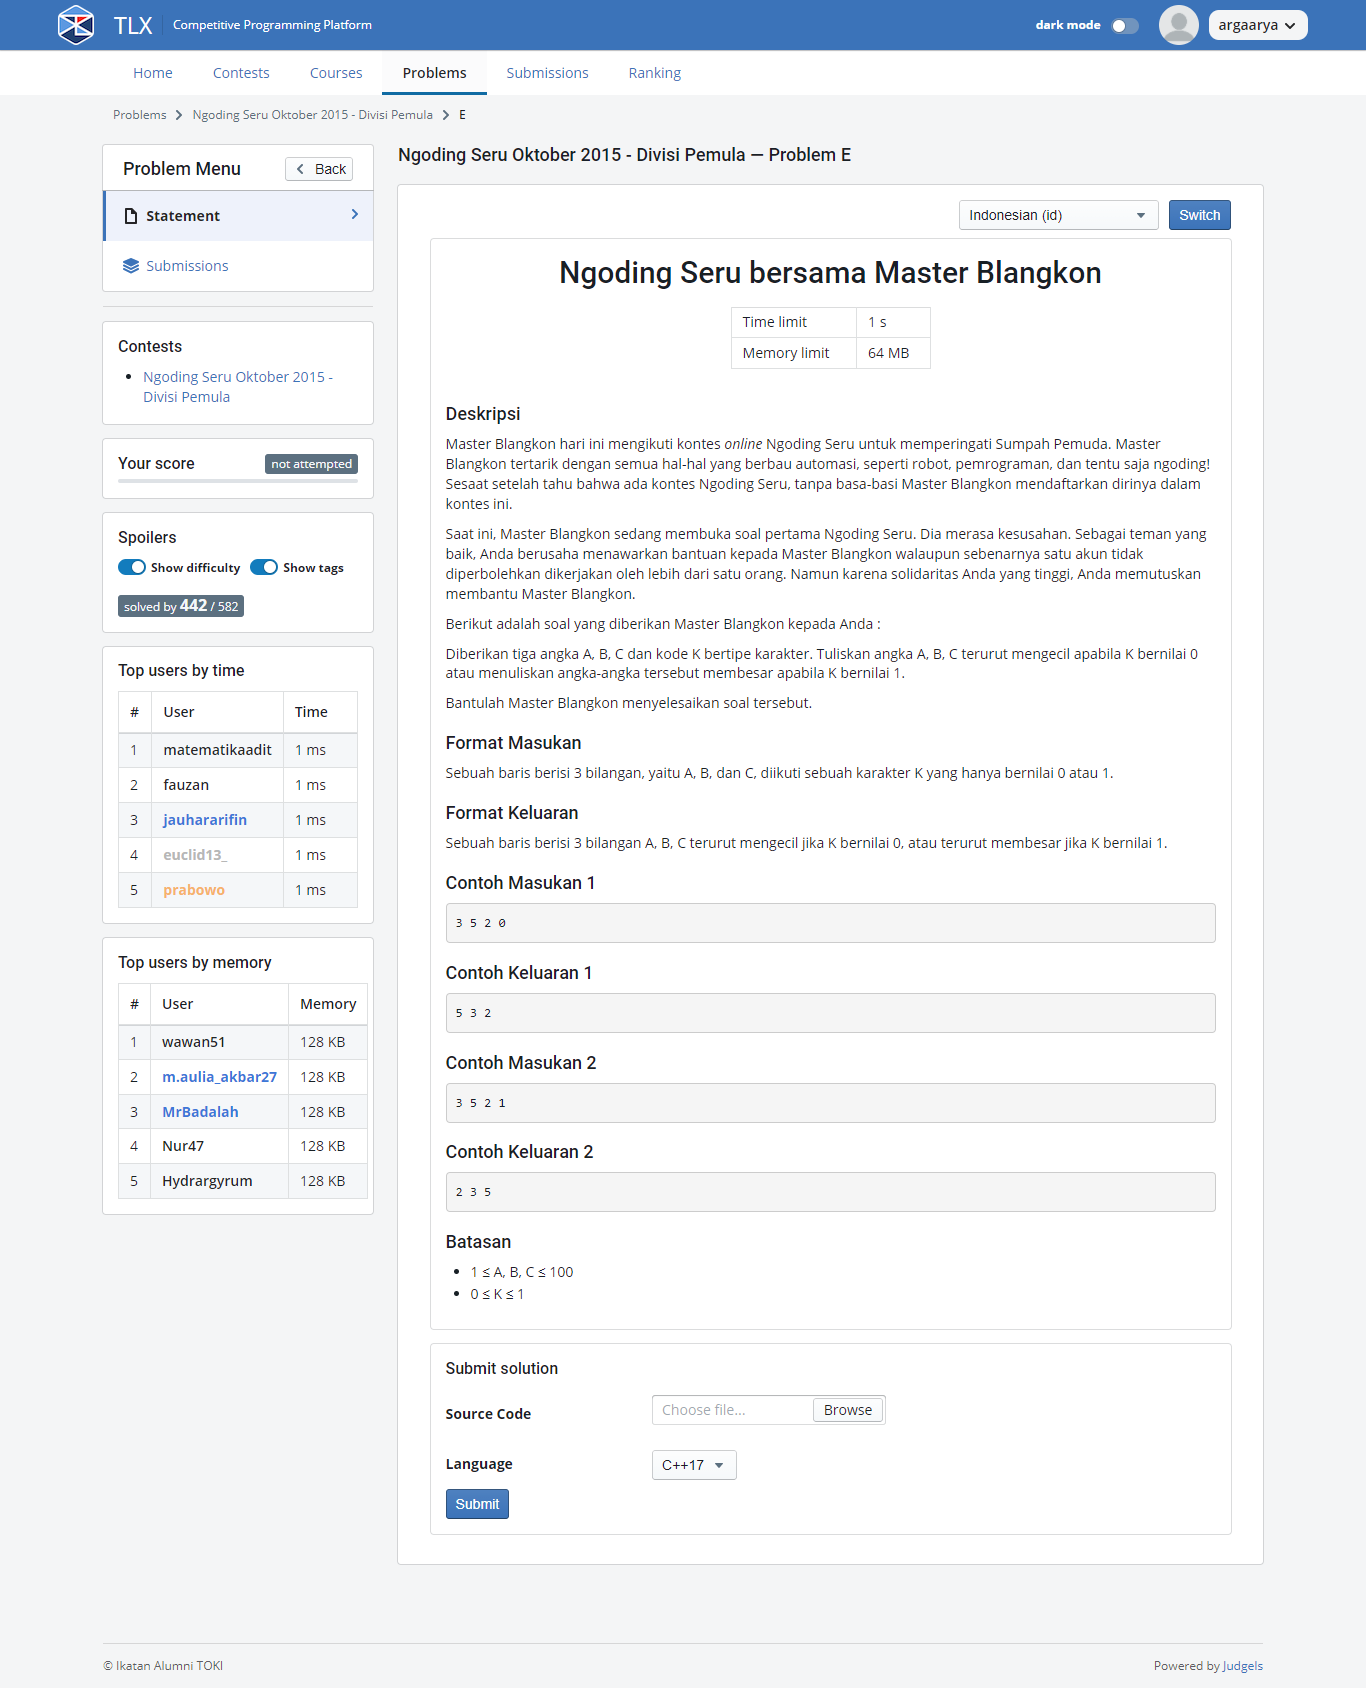 TLX Competitive Programming Platform
dark mode
argaarya
Home Contests Courses Problems Submissions Ranking
Problems Ngoding Seru Oktober 2015 - Divisi Pemula E
Problem Menu
Back
Statement
Submissions
Contests
Ngoding Seru Oktober 2015 -
Divisi Pemula
Your score not attempted
Spoilers
Show difficulty Show tags
solved by 442 / 582
Top users by time
# User Time
1 matematikaadit 1 ms
2 fauzan 1 ms
3 jauhararifin 1 ms
4 euclid13_ 1 ms
5 prabowo 1 ms
Top users by memory
# User Memory
1 wawan51 128 KB
2 m.aulia_akbar27 128 KB
3 MrBadalah 128 KB
4 Nur47 128 KB
5 Hydrargyrum 128 KB
Ngoding Seru Oktober 2015 - Divisi Pemula — Problem E
Indonesian (id) Switch
Ngoding Seru bersama Master Blangkon
Time limit 1 s
Memory limit 64 MB
Deskripsi
Master Blangkon hari ini mengikuti kontes online Ngoding Seru untuk memperingati Sumpah Pemuda. Master
Blangkon tertarik dengan semua hal-hal yang berbau automasi, seperti robot, pemrograman, dan tentu saja ngoding!
Sesaat setelah tahu bahwa ada kontes Ngoding Seru, tanpa basa-basi Master Blangkon mendaftarkan dirinya dalam
kontes ini.
Saat ini, Master Blangkon sedang membuka soal pertama Ngoding Seru. Dia merasa kesusahan. Sebagai teman yang
baik, Anda berusaha menawarkan bantuan kepada Master Blangkon walaupun sebenarnya satu akun tidak
diperbolehkan dikerjakan oleh lebih dari satu orang. Namun karena solidaritas Anda yang tinggi, Anda memutuskan
membantu Master Blangkon.
Berikut adalah soal yang diberikan Master Blangkon kepada Anda :
Diberikan tiga angka A, B, C dan kode K bertipe karakter. Tuliskan angka A, B, C terurut mengecil apabila K bernilai 0
atau menuliskan angka-angka tersebut membesar apabila K bernilai 1.
Bantulah Master Blangkon menyelesaikan soal tersebut.
Format Masukan
Sebuah baris berisi 3 bilangan, yaitu A, B, dan C, diikuti sebuah karakter K yang hanya bernilai 0 atau 1.
Format Keluaran
Sebuah baris berisi 3 bilangan A, B, C terurut mengecil jika K bernilai 0, atau terurut membesar jika K bernilai 1.
Contoh Masukan 1
3 5 2 0
Contoh Keluaran 1
5 3 2
Contoh Masukan 2
3 5 2 1
Contoh Keluaran 2
2 3 5
Batasan
1 ≤ A, B, C ≤ 100
0 ≤ K ≤ 1
Submit solution
Source Code Choose file... Browse
Language C++17
Submit
© Ikatan Alumni TOKI
Powered by Judgels